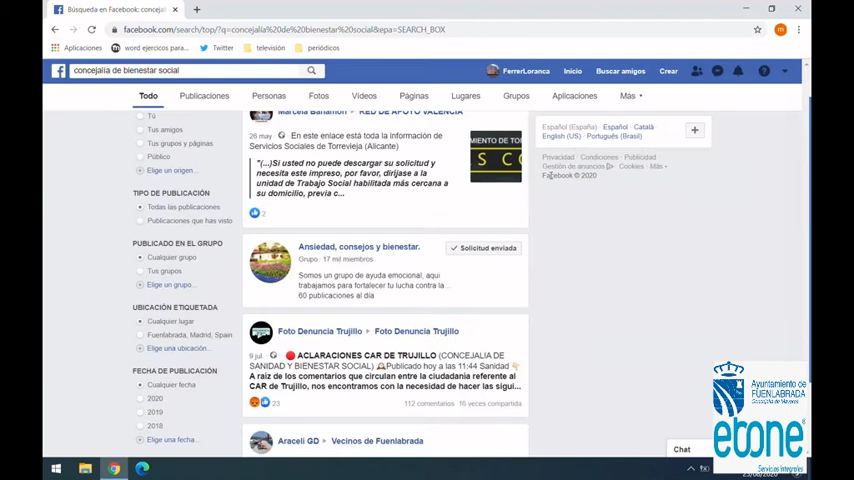 Búsqueda en Facebook: concejal
facebook.com/search/top/?q=concejalía%20de%20bienestar%20social&epa=SEARCH_BOX
Aplicaciones word ejercicios para... Twitter televisión periódicos
concejalía de bienestar social
FerrerLoranca Inicio Buscar amigos Crear
Todo Publicaciones Personas Fotos Vídeos Páginas Lugares Grupos Aplicaciones Más
Tú
Tus amigos
Tus grupos y páginas
Público
Elige un origen...
TIPO DE PUBLICACIÓN
Todas las publicaciones
Publicaciones que has visto
PUBLICADO EN EL GRUPO
Cualquier grupo
Tus grupos
Elige un grupo...
UBICACIÓN ETIQUETADA
Cualquier lugar
Fuenlabrada, Madrid, Spain
Elige una ubicación...
FECHA DE PUBLICACIÓN
Cualquier fecha
2020
2019
2018
Elige una fecha...
RED DE APOYO VALENCIA
26 may · En este enlace está toda la información de
Servicios Sociales de Torrevieja (Alicante)
"(...)Si usted no puede descargar su solicitud y
necesita este impreso, por favor, diríjase a la
unidad de Trabajo Social habilitada más cercana a
su domicilio, previa c...
2
MIENTO DE TOR
S C O
Ansiedad, consejos y bienestar.
Solicitud enviada
Grupo · 17 mil miembros
Somos un grupo de ayuda emocional, aqui
trabajamos para fortalecer tu lucha contra la...
60 publicaciones al día
Foto Denuncia Trujillo Foto Denuncia Trujillo
9 jul. · 🔴 ACLARACIONES CAR DE TRUJILLO (CONCEJALIA DE
SANIDAD Y BIENESTAR SOCIAL) Publicado hoy a las 11:44 Sanidad 👇
A raiz de los comentarios que circulan entre la ciudadanía referente al
CAR de Trujillo, nos encontramos con la necesidad de hacer las sigui...
23 112 comentarios 16 veces compartida
Araceli GD Vecinos de Fuenlabrada
Español (España) · Español · Català ·
English (US) · Português (Brasil)
Privacidad · Condiciones · Publicidad ·
Gestión de anuncios · Cookies · Más
Facebook © 2020
Chat
Ayuntamiento de
FUENLABRADA
Concejalía de Mayores
ebone
Servicios Integrales